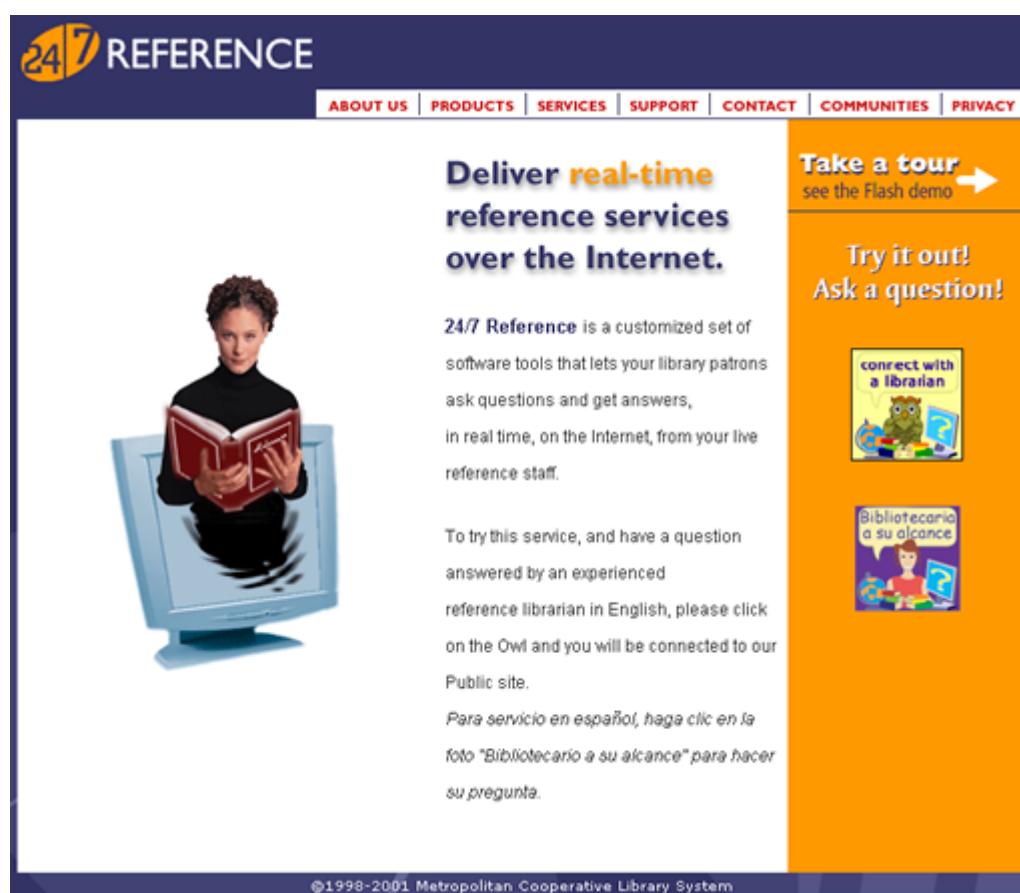 24/7 REFERENCE
ABOUT US PRODUCTS SERVICES SUPPORT CONTACT COMMUNITIES PRIVACY
Deliver real-time
reference services
over the Internet.
24/7 Reference is a customized set of
software tools that lets your library patrons
ask questions and get answers,
in real time, on the Internet, from your live
reference staff.
To try this service, and have a question
answered by an experienced
reference librarian in English, please click
on the Owl and you will be connected to our
Public site.
Para servicio en español, haga clic en la
foto "Bibliotecario a su alcance" para hacer
su pregunta.
Take a tour
see the Flash demo
Try it out!
Ask a question!
connect with
a librarian
?
Bibliotecario
a su alcance
?
©1998-2001 Metropolitan Cooperative Library System